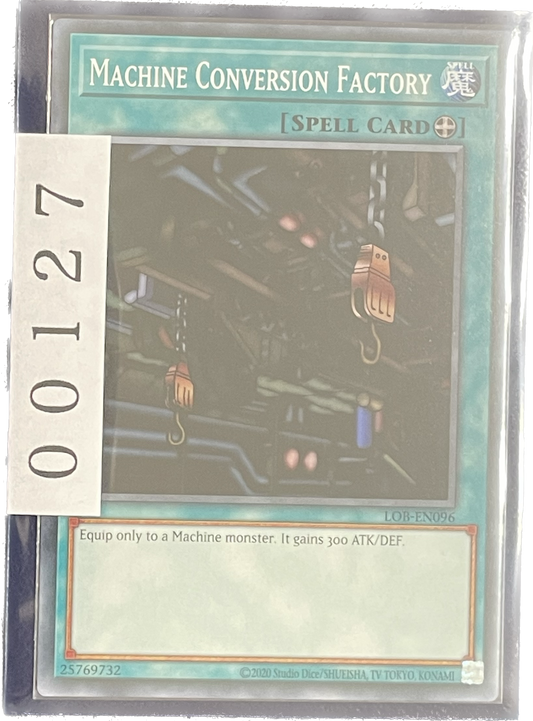 MACHINE CONVERSION FACTORY
SPELL
魔
[SPELL CARD]
00127
LOB-EN096
Equip only to a Machine monster. It gains 300 ATK/DEF.
25769732
©2020 Studio Dice/SHUEISHA, TV TOKYO, KONAMI